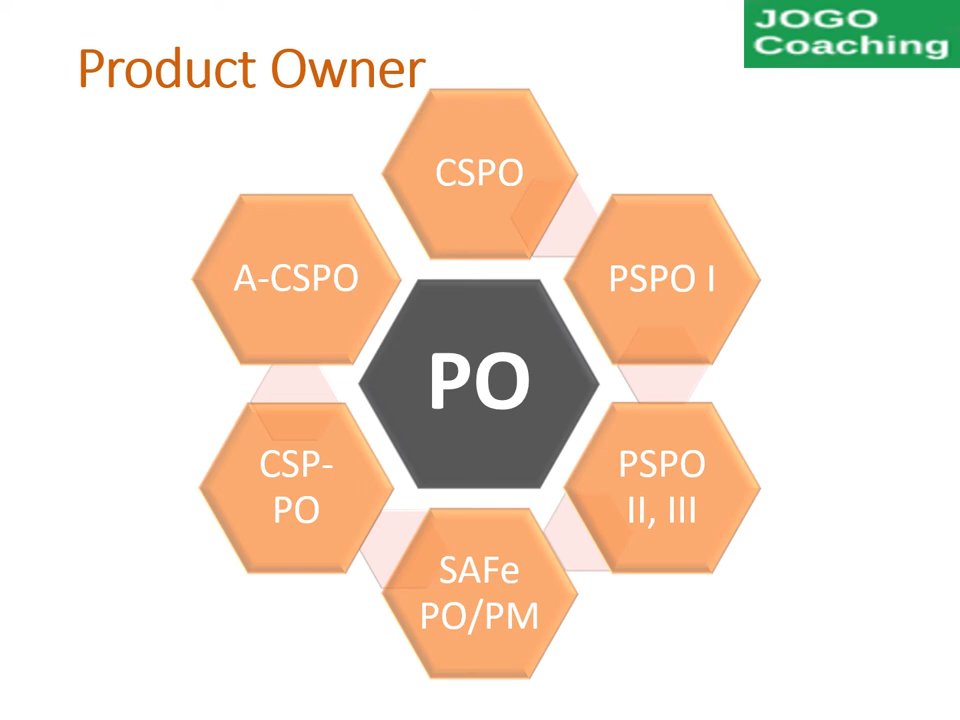 Product Owner
JOGO
Coaching
CSPO
A-CSPO
PSPO I
PO
CSP-
PO
PSPO
II, III
SAFe
PO/PM